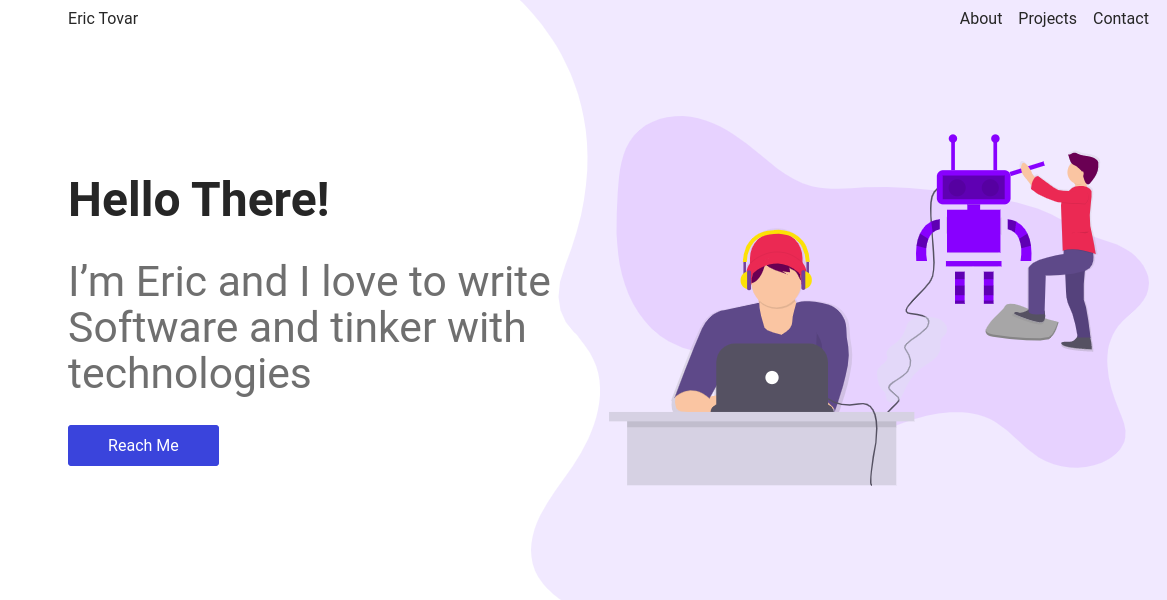 Eric Tovar
About Projects Contact
Hello There!
I’m Eric and I love to write
Software and tinker with
technologies
Reach Me